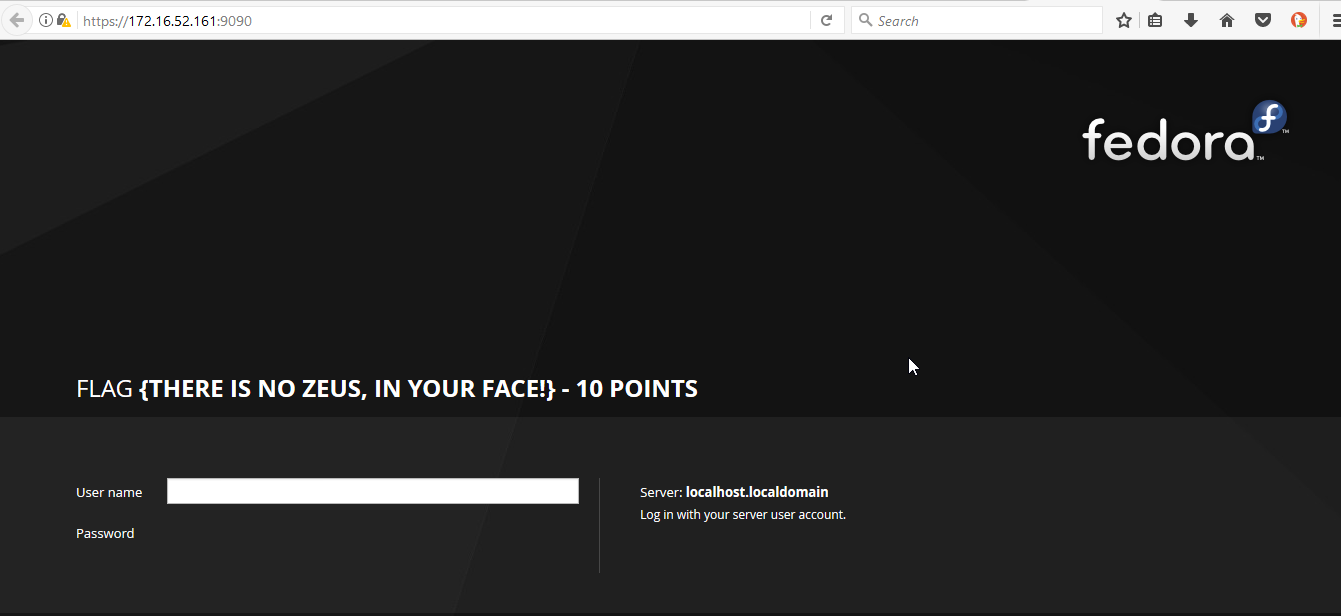 https://172.16.52.161:9090
Search
fedora™
FLAG {THERE IS NO ZEUS, IN YOUR FACE!} - 10 POINTS
User name
Server: localhost.localdomain
Log in with your server user account.
Password